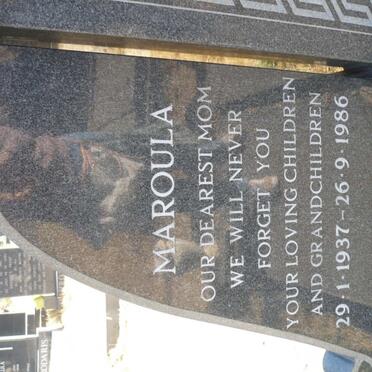 MAROULA
OUR DEAREST MOM
WE WILL NEVER
FORGET YOU
YOUR LOVING CHILDREN
AND GRANDCHILDREN
29·1·1937–26·9·1986